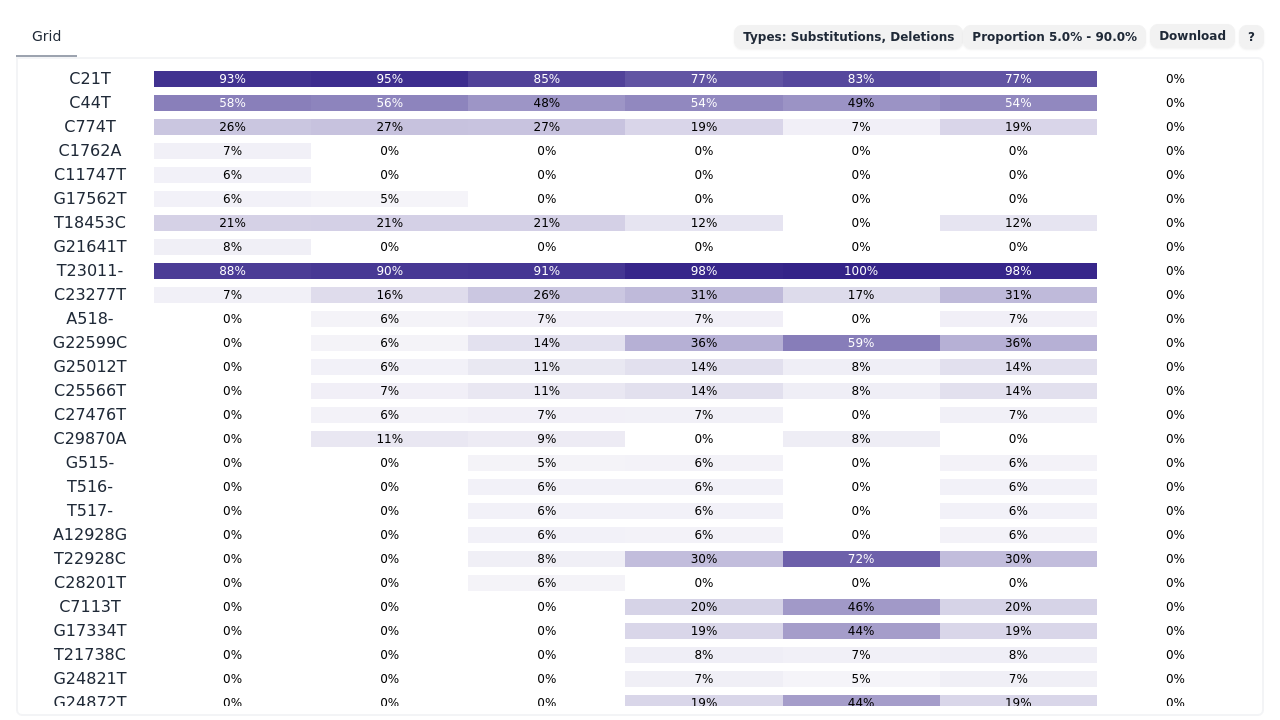 Grid Types: Substitutions, Deletions Proportion 5.0% - 90.0% Download ?
C21T 93% 95% 85% 77% 83% 77% 0%
C44T 58% 56% 48% 54% 49% 54% 0%
C774T 26% 27% 27% 19% 7% 19% 0%
C1762A 7% 0% 0% 0% 0% 0% 0%
C11747T 6% 0% 0% 0% 0% 0% 0%
G17562T 6% 5% 0% 0% 0% 0% 0%
T18453C 21% 21% 21% 12% 0% 12% 0%
G21641T 8% 0% 0% 0% 0% 0% 0%
T23011- 88% 90% 91% 98% 100% 98% 0%
C23277T 7% 16% 26% 31% 17% 31% 0%
A518- 0% 6% 7% 7% 0% 7% 0%
G22599C 0% 6% 14% 36% 59% 36% 0%
G25012T 0% 6% 11% 14% 8% 14% 0%
C25566T 0% 7% 11% 14% 8% 14% 0%
C27476T 0% 6% 7% 7% 0% 7% 0%
C29870A 0% 11% 9% 0% 8% 0% 0%
G515- 0% 0% 5% 6% 0% 6% 0%
T516- 0% 0% 6% 6% 0% 6% 0%
T517- 0% 0% 6% 6% 0% 6% 0%
A12928G 0% 0% 6% 6% 0% 6% 0%
T22928C 0% 0% 8% 30% 72% 30% 0%
C28201T 0% 0% 6% 0% 0% 0% 0%
C7113T 0% 0% 0% 20% 46% 20% 0%
G17334T 0% 0% 0% 19% 44% 19% 0%
T21738C 0% 0% 0% 8% 7% 8% 0%
G24821T 0% 0% 0% 7% 5% 7% 0%
G24872T 0% 0% 0% 19% 44% 19% 0%